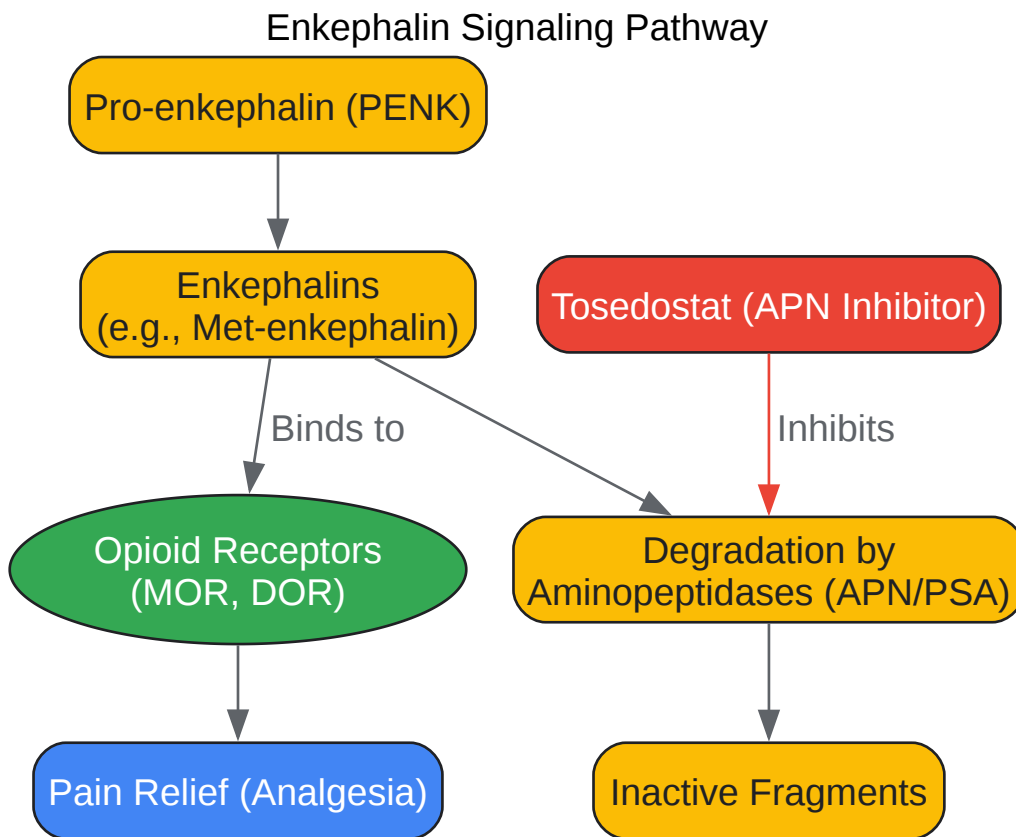 Enkephalin Signaling Pathway
Pro-enkephalin (PENK)
Enkephalins
(e.g., Met-enkephalin)
Tosedostat (APN Inhibitor)
Binds to
Inhibits
Opioid Receptors
(MOR, DOR)
Degradation by
Aminopeptidases (APN/PSA)
Pain Relief (Analgesia)
Inactive Fragments